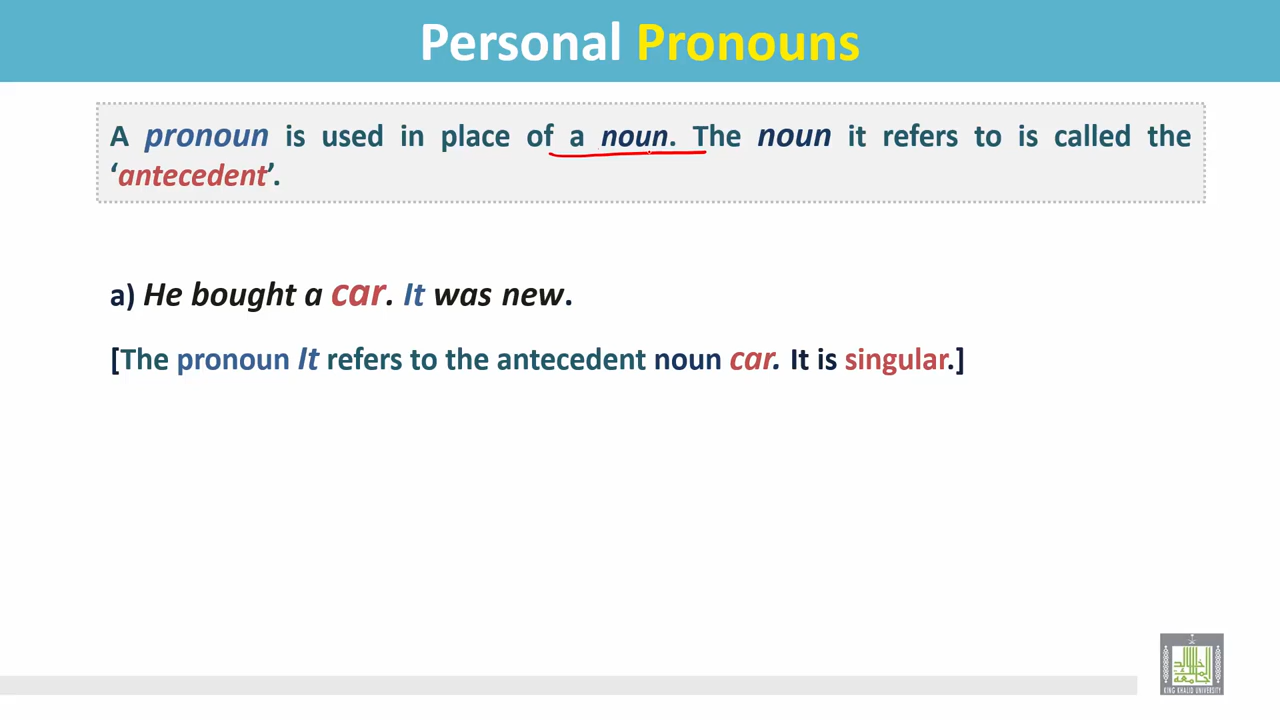 Personal Pronouns
A pronoun is used in place of a noun. The noun it refers to is called the
‘antecedent’.
a) He bought a car. It was new.
[The pronoun It refers to the antecedent noun car. It is singular.]
KING KHALID UNIVERSITY